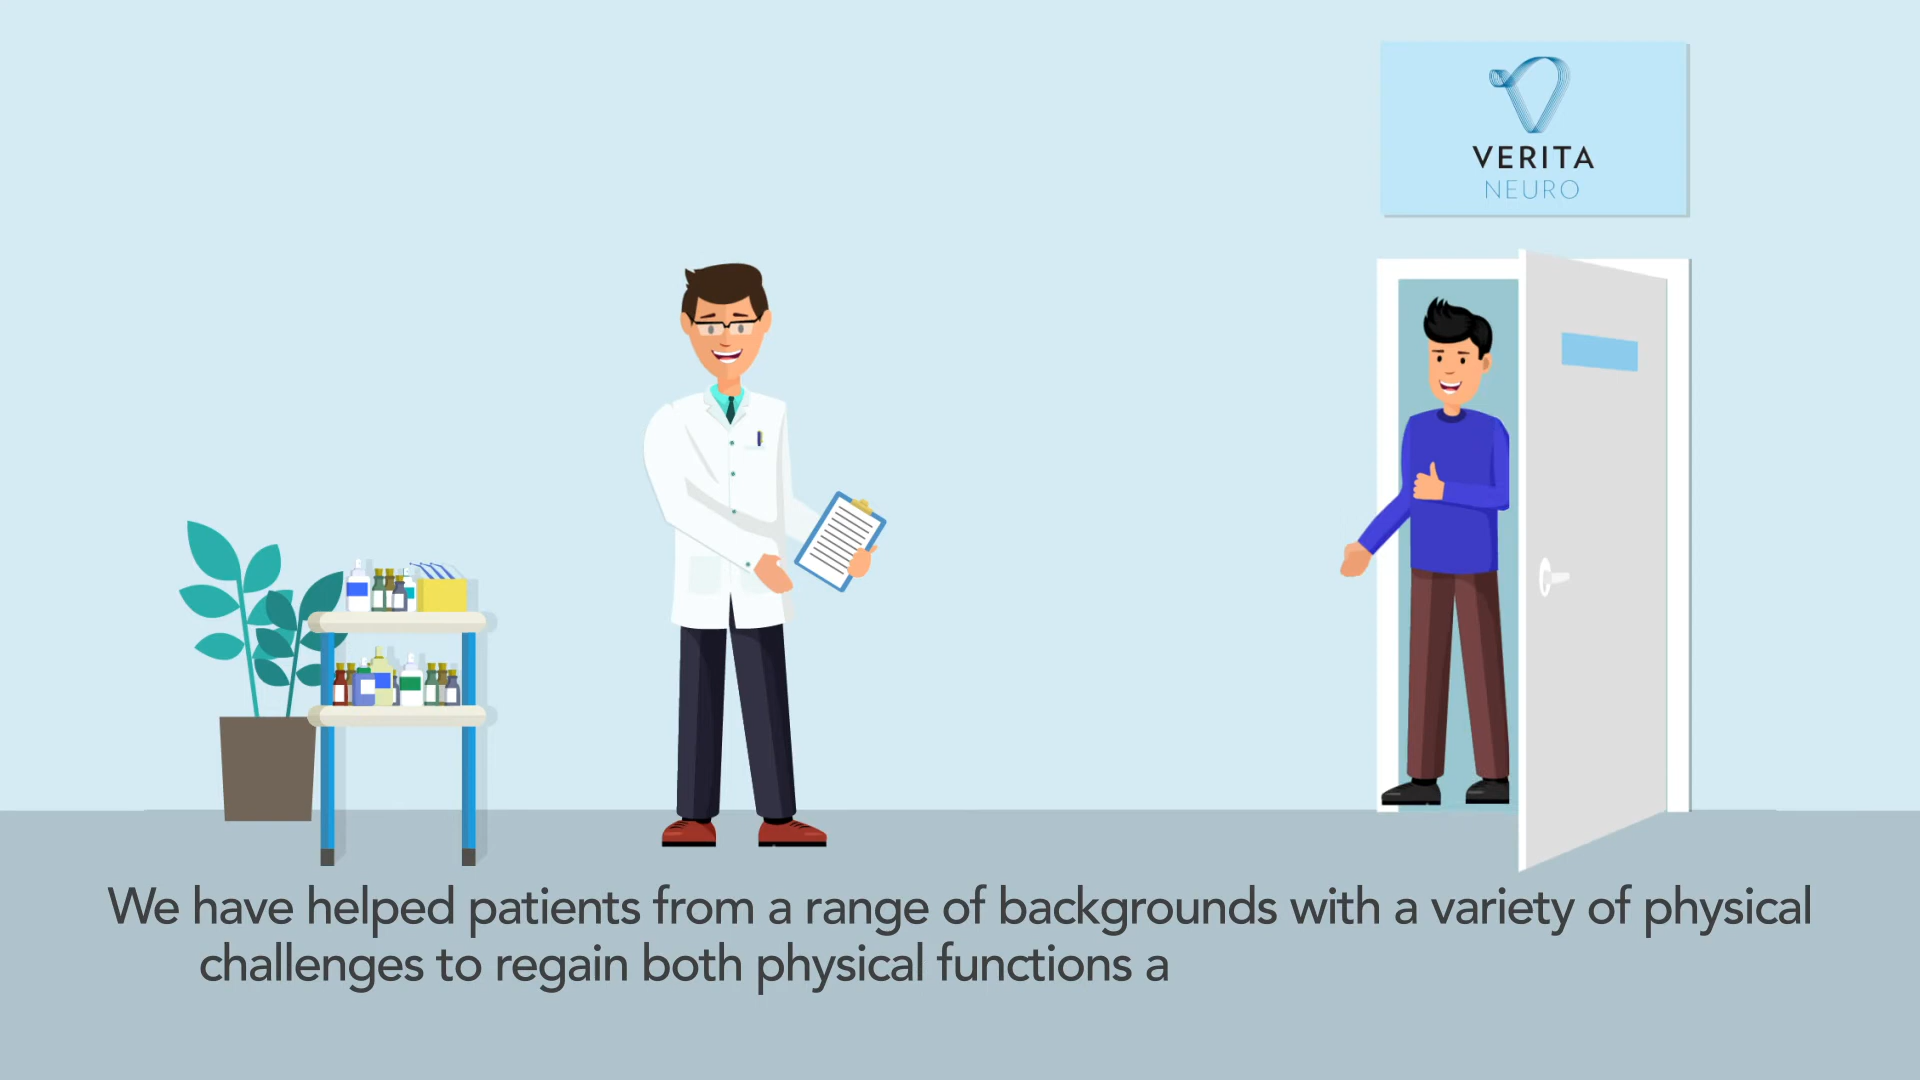 VERITA
NEURO
We have helped patients from a range of backgrounds with a variety of physical
challenges to regain both physical functions a